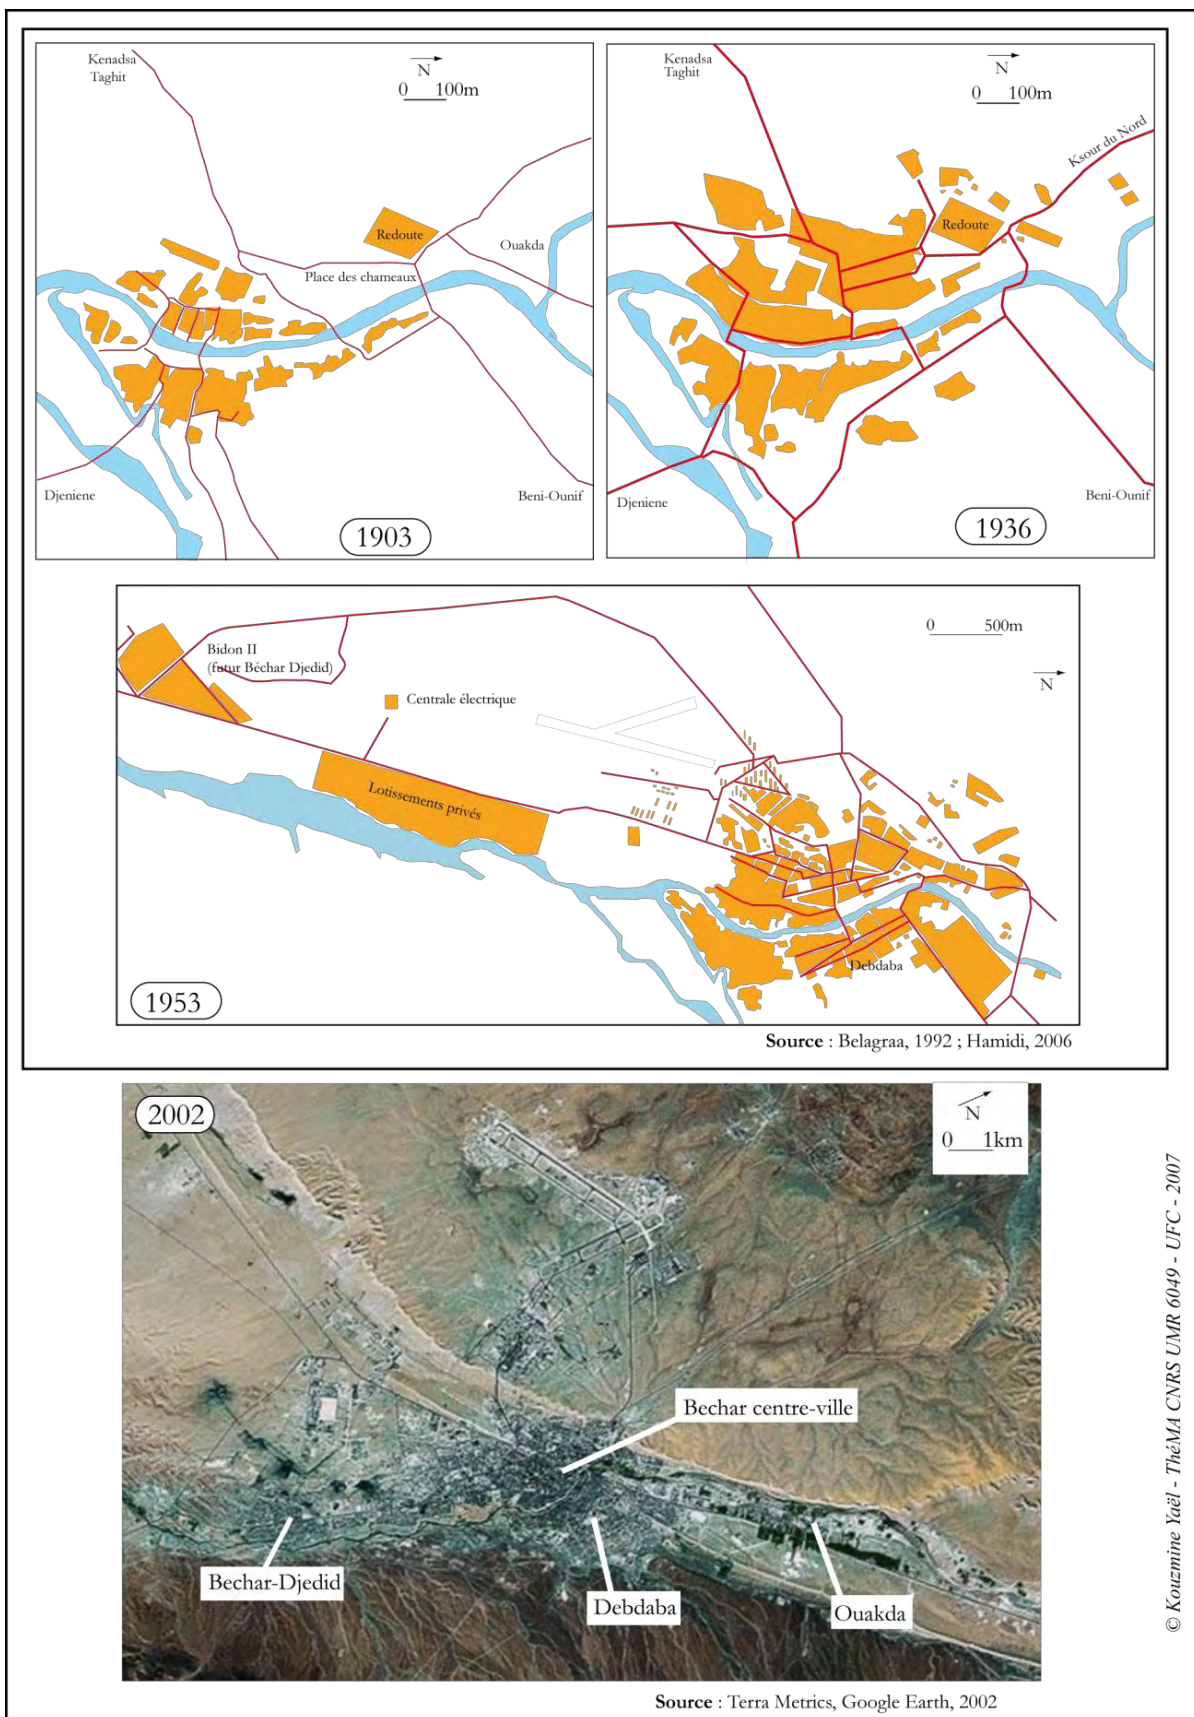 Kenadsa
Taghit
N
0 100m
Redoute
Ouakda
Place des chameaux
Djeniene
Beni-Ounif
1903
Kenadsa
Taghit
N
0 100m
Ksour du Nord
Redoute
Djeniene
Beni-Ounif
1936
Bidon II
(futur Béchar Djedid)
0 500m
N
Centrale électrique
Lotissements privés
Debdaba
1953
Source : Belagraa, 1992 ; Hamidi, 2006
2002
N
0 1km
Bechar centre-ville
Bechar-Djedid
Debdaba
Ouakda
Source : Terra Metrics, Google Earth, 2002
© Kouzmine Yaël - ThéMA CNRS UMR 6049 - UFC - 2007